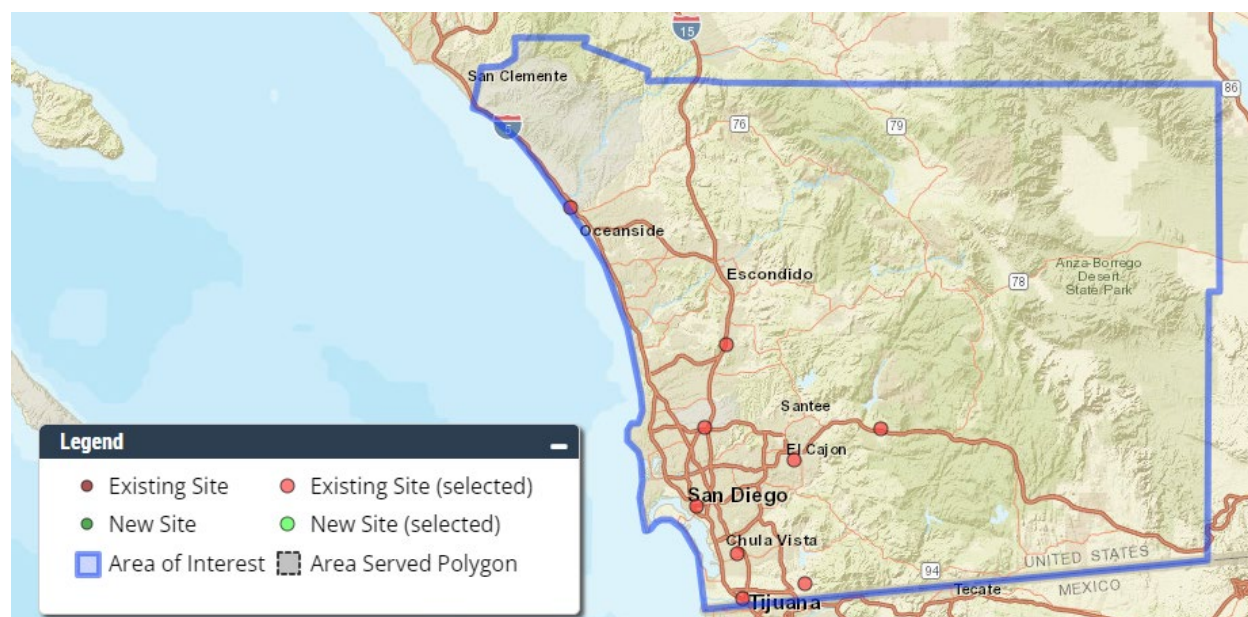 15
San Clemente
86
5
76
79
Oceanside
Escondido
Anza-Borrego
Desert
State Park
78
Santee
El Cajon
San Diego
Chula Vista
UNITED STATES
94
Tecate
MEXICO
Tijuana
Legend
Existing Site
Existing Site (selected)
New Site
New Site (selected)
Area of Interest
Area Served Polygon